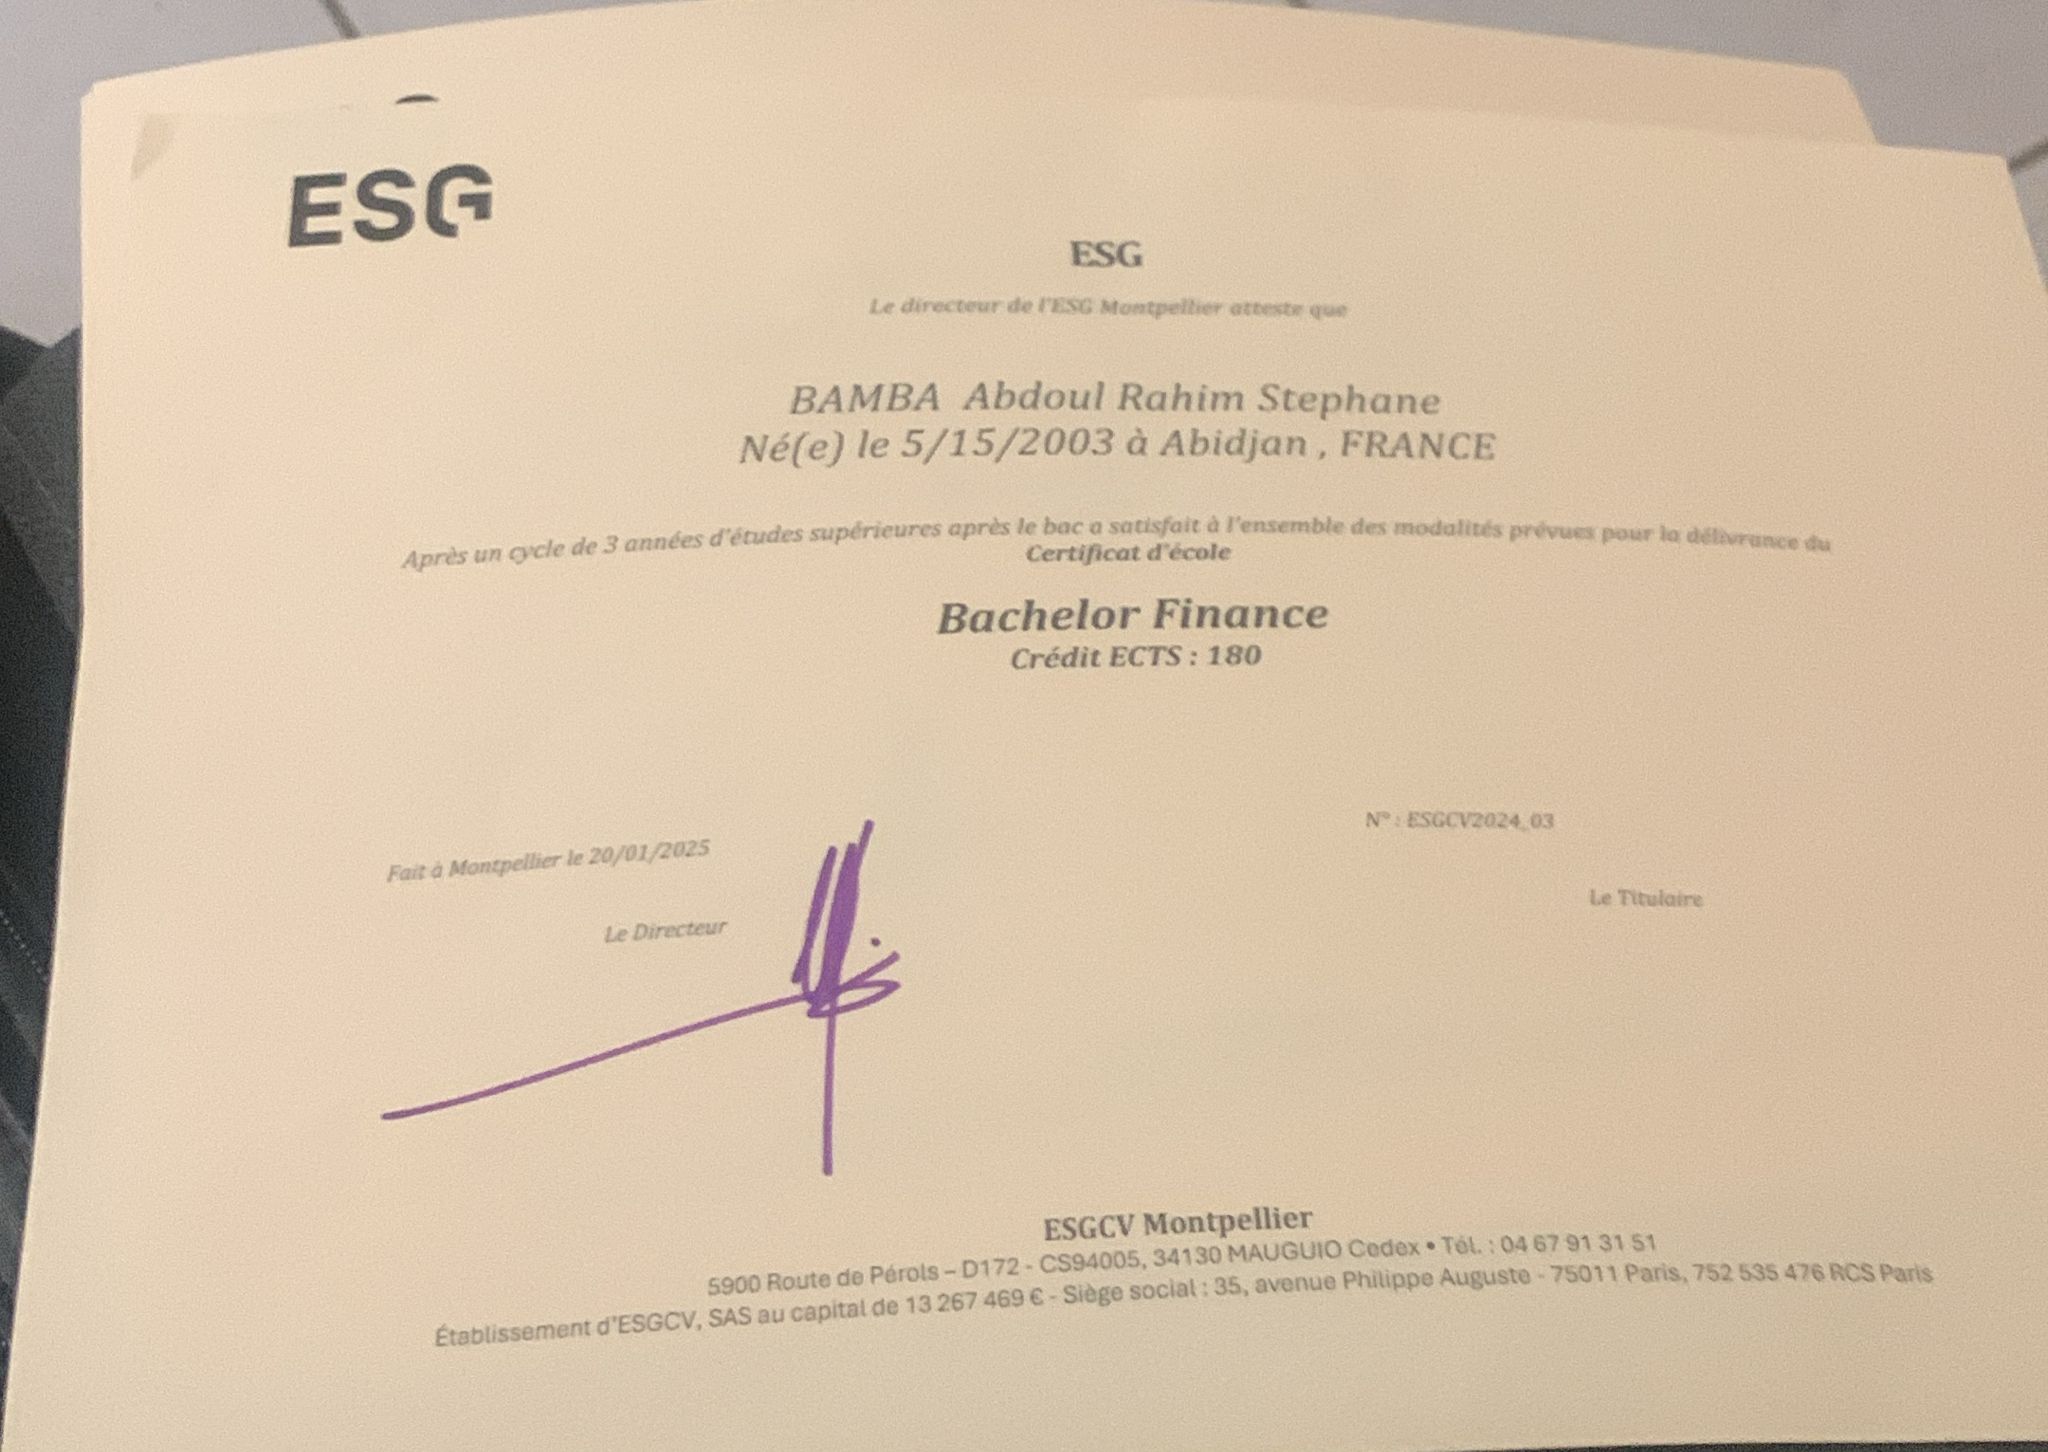 ESG
ESG
Le directeur de l'ESG Montpellier atteste que
BAMBA Abdoul Rahim Stephane
Né(e) le 5/15/2003 à Abidjan , FRANCE
Après un cycle de 3 années d'études supérieures après le bac a satisfait à l'ensemble des modalités prévues pour la délivrance du
Certificat d'école
Bachelor Finance
Crédit ECTS : 180
N° : ESGCV2024_03
Fait à Montpellier le 20/01/2025
Le Titulaire
Le Directeur
ESGCV Montpellier
5900 Route de Pérols – D172 - CS94005, 34130 MAUGUIO Cedex • Tél. : 04 67 91 31 51
Établissement d'ESGCV, SAS au capital de 13 267 469 € - Siège social : 35, avenue Philippe Auguste - 75011 Paris, 752 535 476 RCS Paris